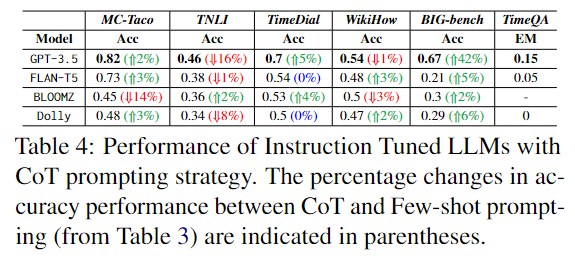 MC-Taco TNLI TimeDial WikiHow BIG-bench TimeQA
Model Acc Acc Acc Acc Acc EM
GPT-3.5 0.82 (⇑2%) 0.46 (⇓16%) 0.7 (⇑5%) 0.54 (⇓1%) 0.67 (⇑42%) 0.15
FLAN-T5 0.73 (⇑3%) 0.38 (⇓1%) 0.54 (0%) 0.48 (⇑3%) 0.21 (⇑5%) 0.05
BLOOMZ 0.45 (⇓14%) 0.36 (⇑2%) 0.53 (⇑4%) 0.5 (⇓3%) 0.3 (⇑2%) -
Dolly 0.48 (⇑3%) 0.34 (⇓8%) 0.5 (0%) 0.47 (⇑2%) 0.29 (⇑6%) 0
Table 4: Performance of Instruction Tuned LLMs with
CoT prompting strategy. The percentage changes in ac-
curacy performance between CoT and Few-shot prompt-
ing (from Table 3) are indicated in parentheses.